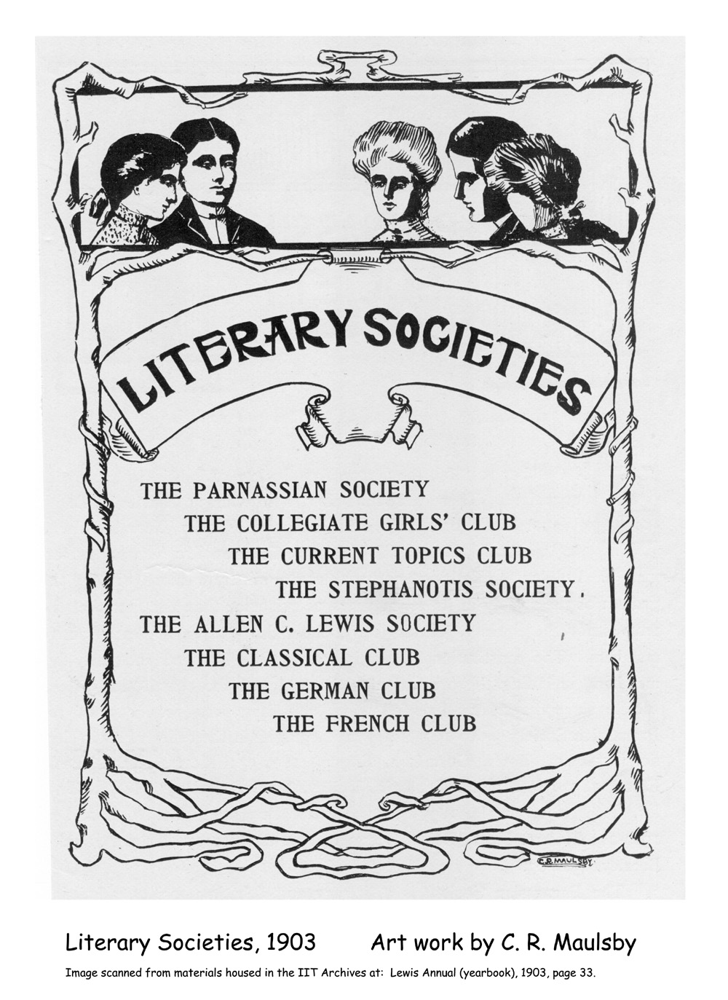 LITERARY SOCIETIES
THE PARNASSIAN SOCIETY
THE COLLEGIATE GIRLS' CLUB
THE CURRENT TOPICS CLUB
THE STEPHANOTIS SOCIETY.
THE ALLEN C. LEWIS SOCIETY
THE CLASSICAL CLUB
THE GERMAN CLUB
THE FRENCH CLUB
C.R. MAULSBY.
Literary Societies, 1903 Art work by C. R. Maulsby
Image scanned from materials housed in the IIT Archives at: Lewis Annual (yearbook), 1903, page 33.